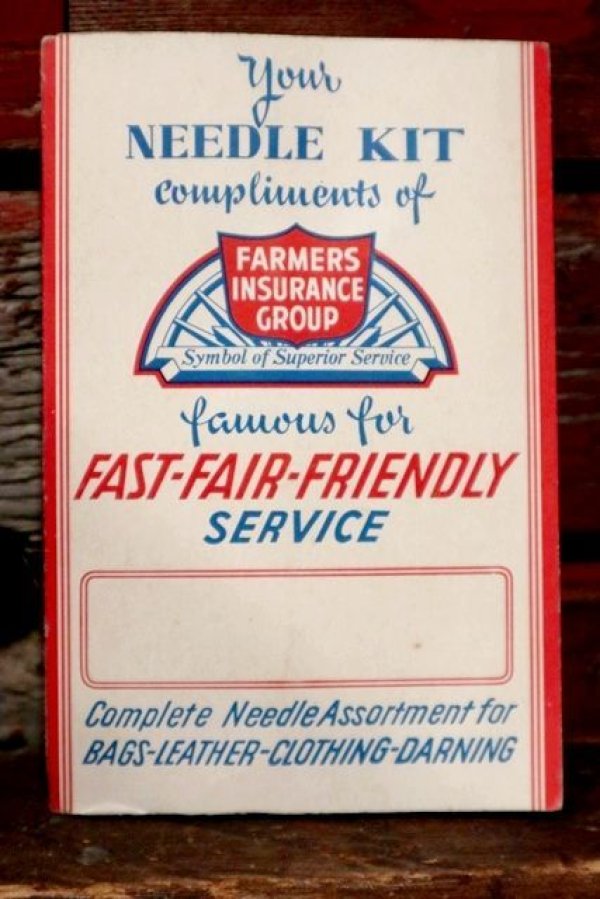 Your
NEEDLE KIT
compliments of
FARMERS
INSURANCE
GROUP
Symbol of Superior Service
famous for
FAST-FAIR-FRIENDLY
SERVICE
Complete Needle Assortment for
BAGS-LEATHER-CLOTHING-DARNING